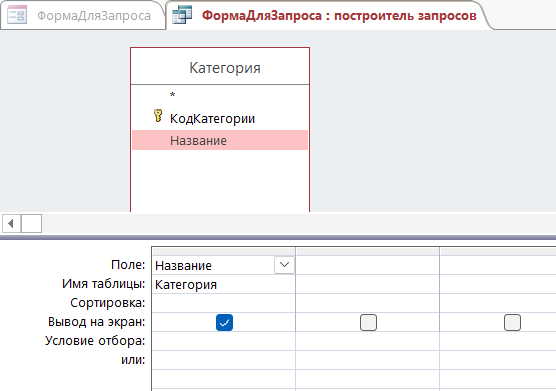 ФормаДляЗапроса
ФормаДляЗапроса : построитель запросов
Категория
*
КодКатегории
Название
Поле: Название
Имя таблицы: Категория
Сортировка:
Вывод на экран:
Условие отбора:
или: